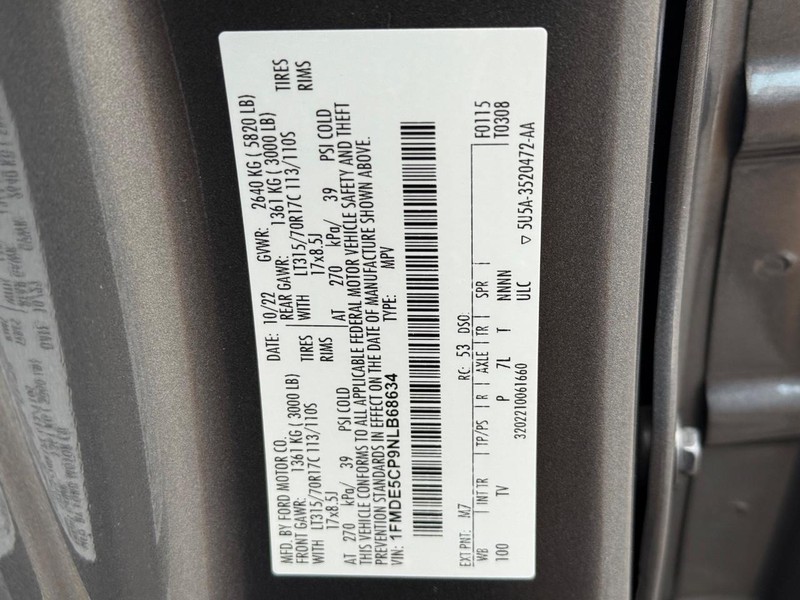 MFD. BY FORD MOTOR CO.
DATE: 10/22 GVWR: 2640 KG ( 5820 LB)
FRONT GAWR: 1361 KG ( 3000 LB) REAR GAWR: 1361 KG ( 3000 LB)
WITH LT315/70R17C 113/110S TIRES WITH LT315/70R17C 113/110S TIRES
17x8.5J RIMS 17x8.5J RIMS
AT 270 kPa/ 39 PSI COLD AT 270 kPa/ 39 PSI COLD
THIS VEHICLE CONFORMS TO ALL APPLICABLE FEDERAL MOTOR VEHICLE SAFETY AND THEFT
PREVENTION STANDARDS IN EFFECT ON THE DATE OF MANUFACTURE SHOWN ABOVE.
VIN: 1FMDE5CP9NLB68634 TYPE: MPV
EXT PNT: M7 RC: 53 DSO: F0115
WB INT TR TP/PS R AXLE TR SPR T0308
100 TV P 7L T NNNN
3202210061660 ULC ▽ 5U5A-3520472-AA